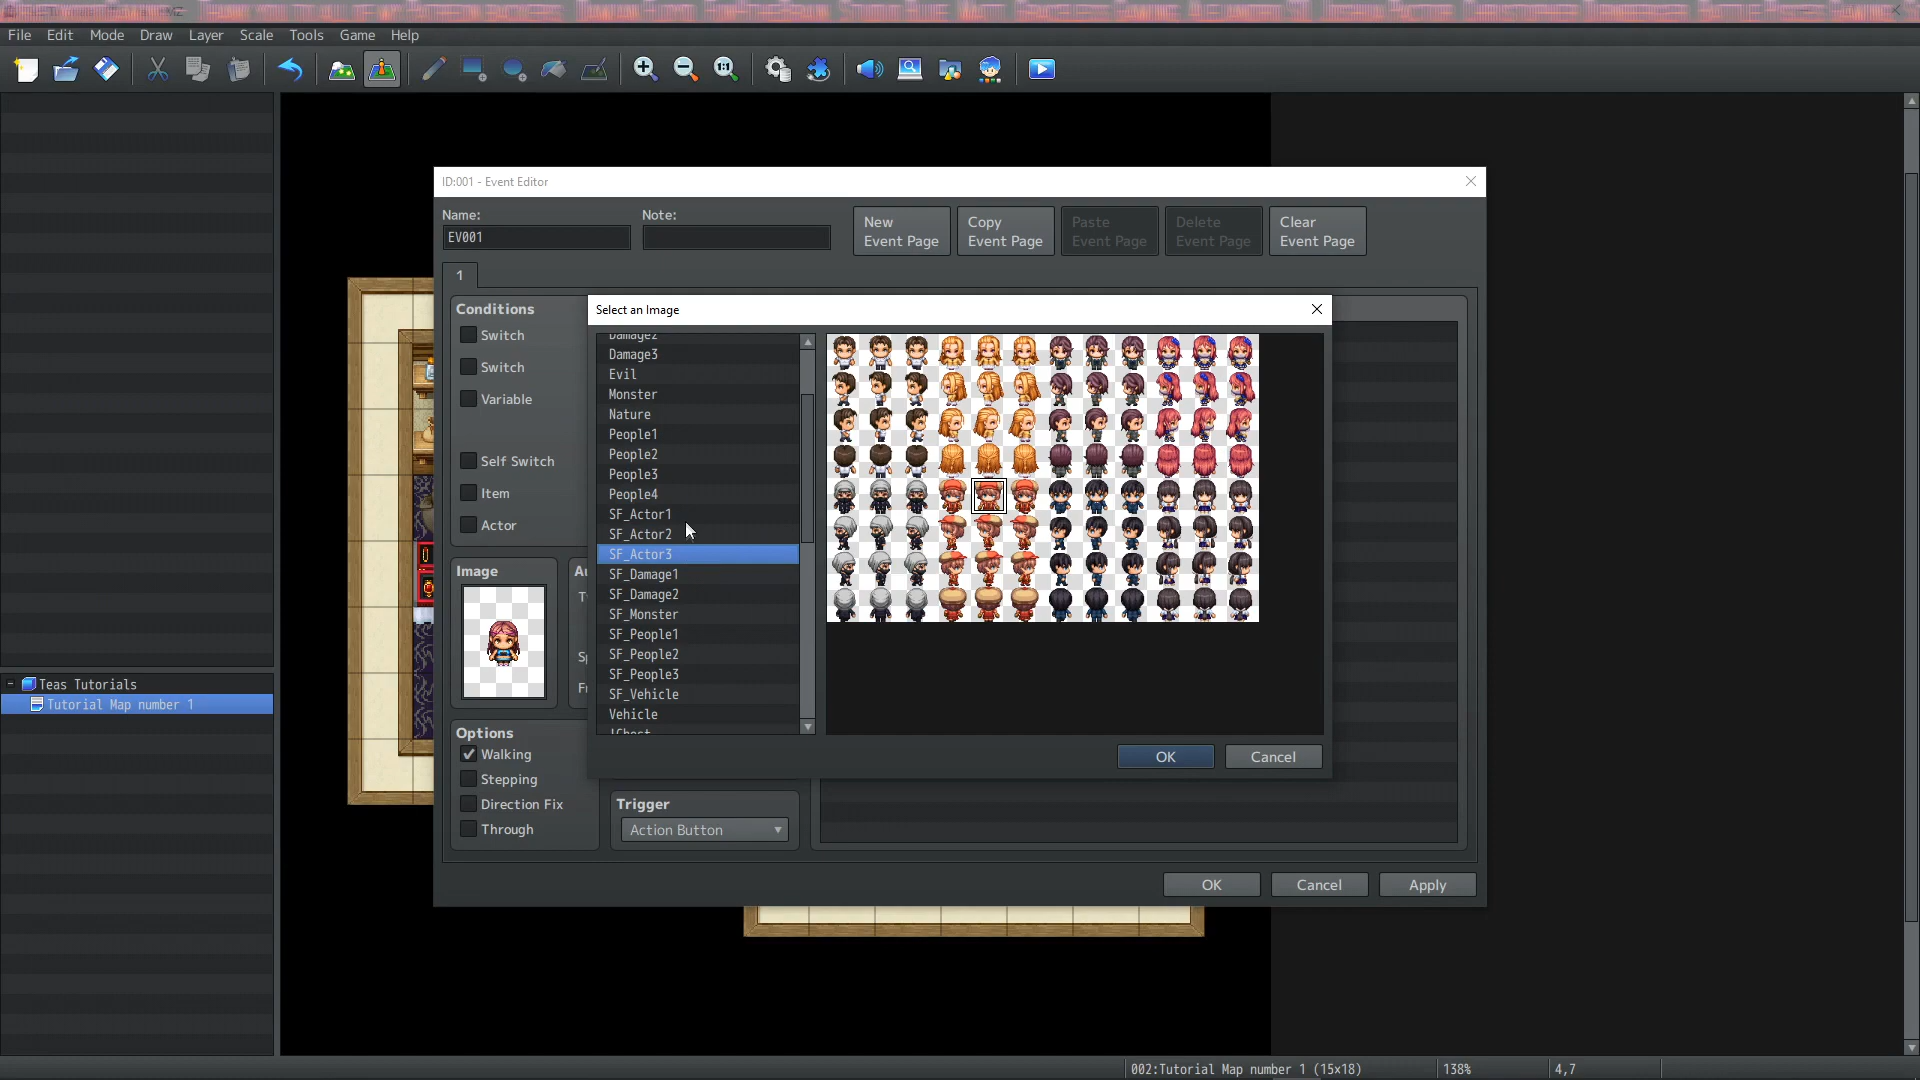 MZ
File Edit Mode Draw Layer Scale Tools Game Help
ID:001 - Event Editor
Name:
Note:
EV001
New Event Page
Copy Event Page
Paste Event Page
Delete Event Page
Clear Event Page
1
Conditions
Switch
Switch
Variable
Self Switch
Item
Actor
Image
Options
Walking
Stepping
Direction Fix
Through
Trigger
Action Button
Select an Image
Damage2
Damage3
Evil
Monster
Nature
People1
People2
People3
People4
SF_Actor1
SF_Actor2
SF_Actor3
SF_Damage1
SF_Damage2
SF_Monster
SF_People1
SF_People2
SF_People3
SF_Vehicle
Vehicle
OK
Cancel
OK
Cancel
Apply
Teas Tutorials
Tutorial Map number 1
002:Tutorial Map number 1 (15x18)
138%
4,7